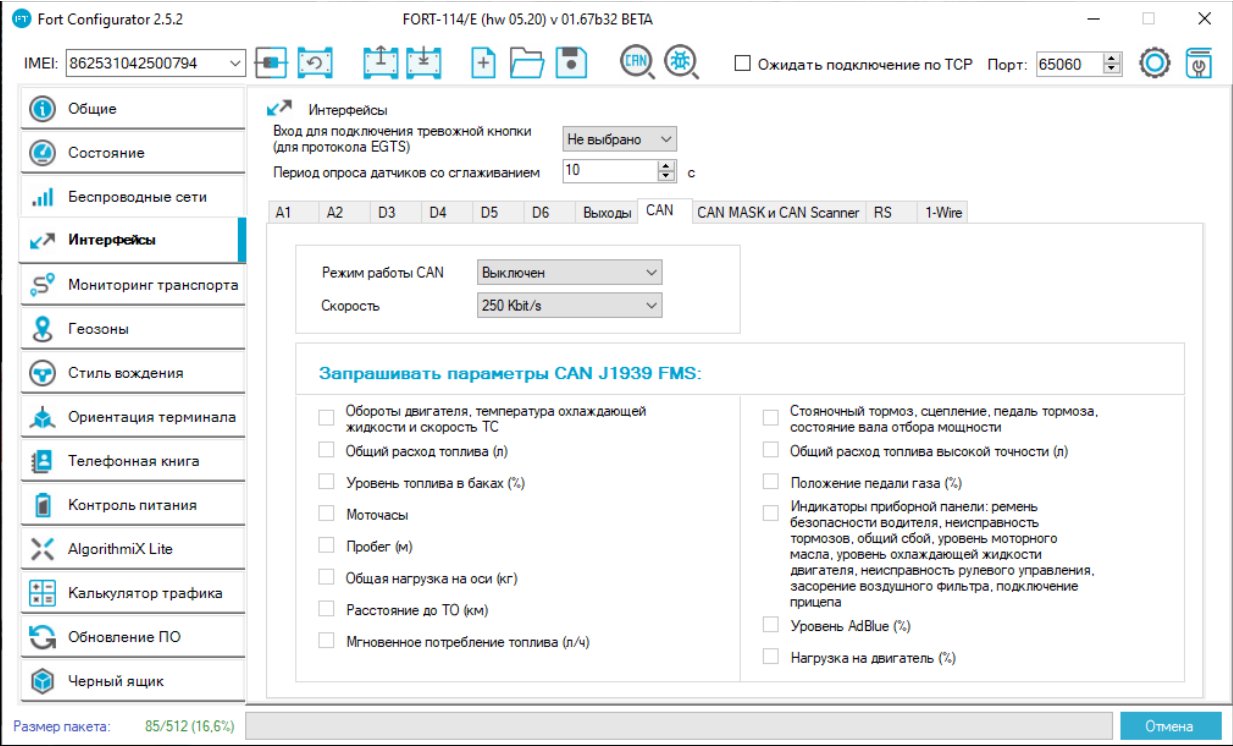 Fort Configurator 2.5.2
FORT-114/E (hw 05.20) v 01.67b32 BETA
IMEI: 862531042500794
CAN
Ожидать подключение по TCP Порт: 65060
Общие
Состояние
Беспроводные сети
Интерфейсы
Мониторинг транспорта
Геозоны
Стиль вождения
Ориентация терминала
Телефонная книга
Контроль питания
AlgorithmiX Lite
Калькулятор трафика
Обновление ПО
Черный ящик
Интерфейсы
Вход для подключения тревожной кнопки
(для протокола EGTS)
Не выбрано
Период опроса датчиков со сглаживанием
10
с
A1 A2 D3 D4 D5 D6 Выходы CAN CAN MASK и CAN Scanner RS 1-Wire
Режим работы CAN
Выключен
Скорость
250 Kbit/s
Запрашивать параметры CAN J1939 FMS:
Обороты двигателя, температура охлаждающей
жидкости и скорость ТС
Общий расход топлива (л)
Уровень топлива в баках (%)
Моточасы
Пробег (м)
Общая нагрузка на оси (кг)
Расстояние до ТО (км)
Мгновенное потребление топлива (л/ч)
Стояночный тормоз, сцепление, педаль тормоза,
состояние вала отбора мощности
Общий расход топлива высокой точности (л)
Положение педали газа (%)
Индикаторы приборной панели: ремень
безопасности водителя, неисправность
тормозов, общий сбой, уровень моторного
масла, уровень охлаждающей жидкости
двигателя, неисправность рулевого управления,
засорение воздушного фильтра, подключение
прицепа
Уровень AdBlue (%)
Нагрузка на двигатель (%)
Размер пакета: 85/512 (16,6%)
Отмена